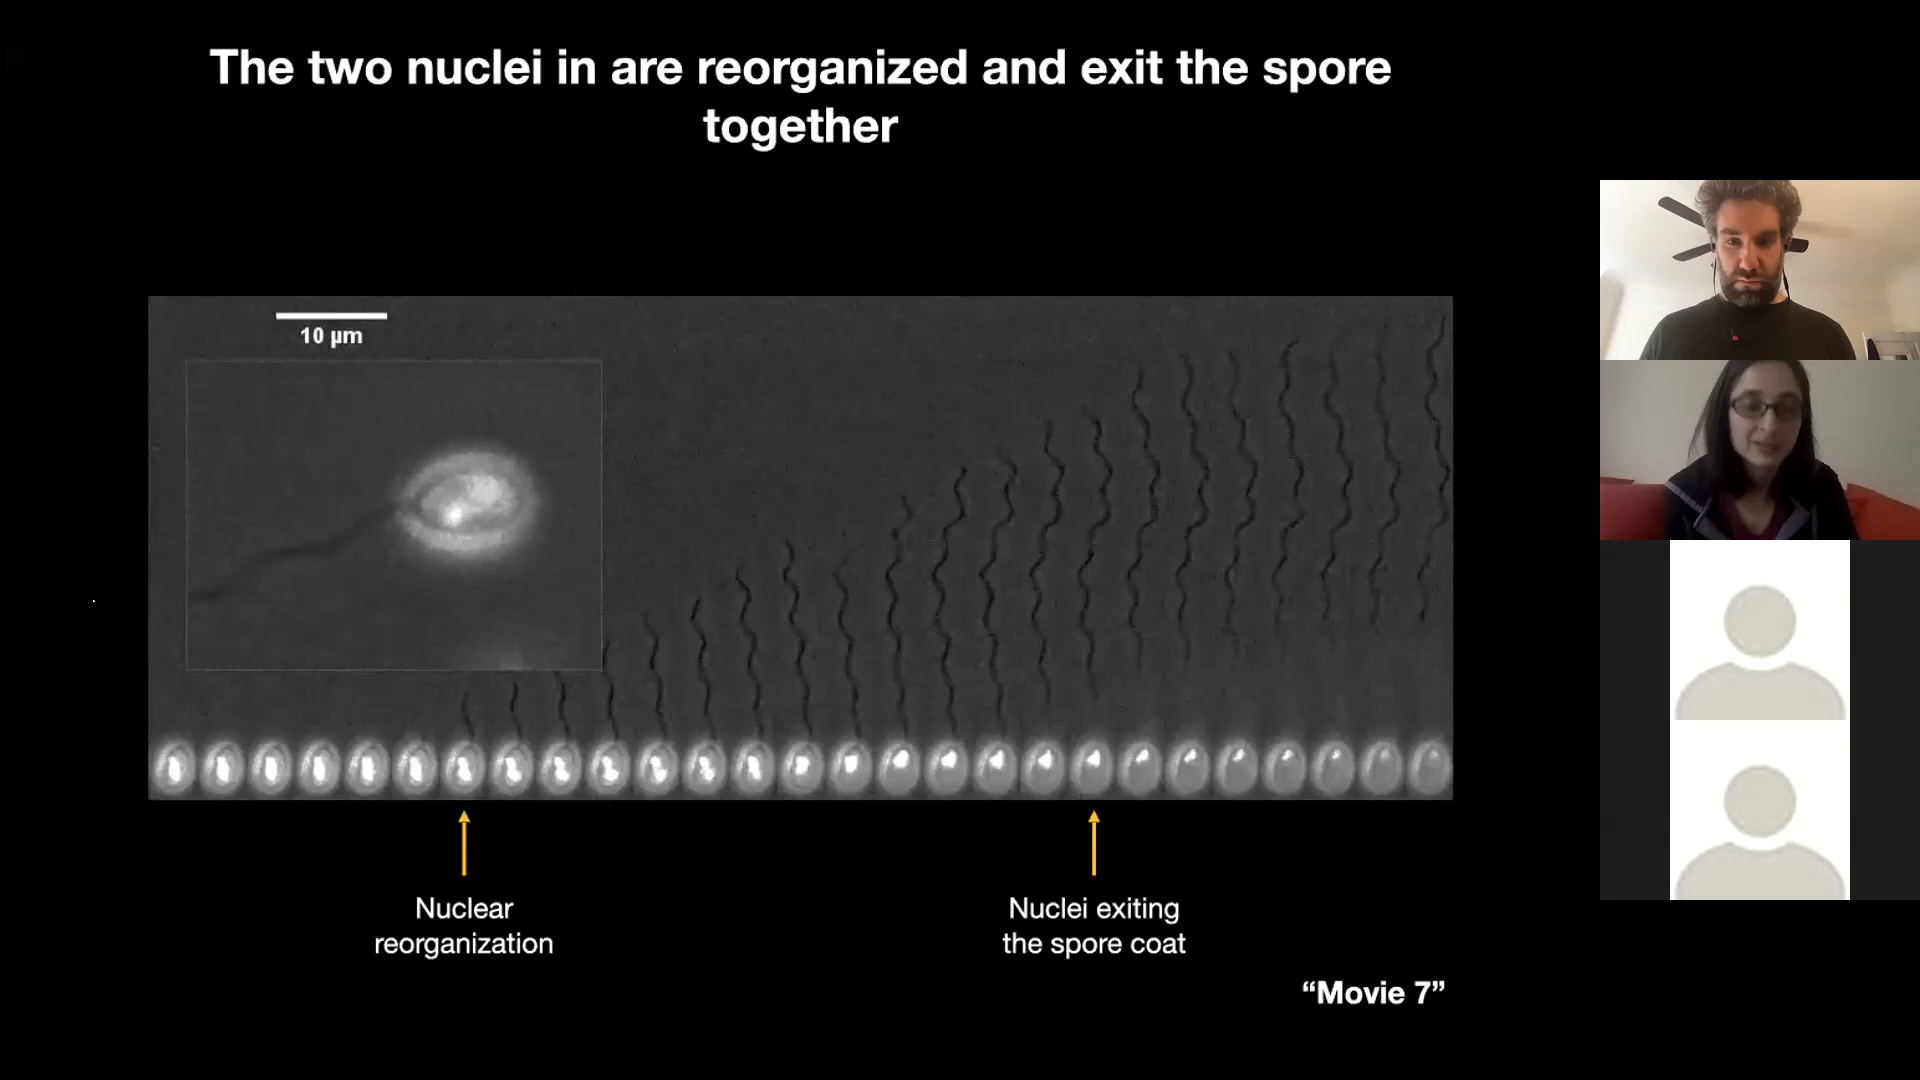 The two nuclei in are reorganized and exit the spore
together
10 µm
Nuclear
reorganization
Nuclei exiting
the spore coat
“Movie 7”